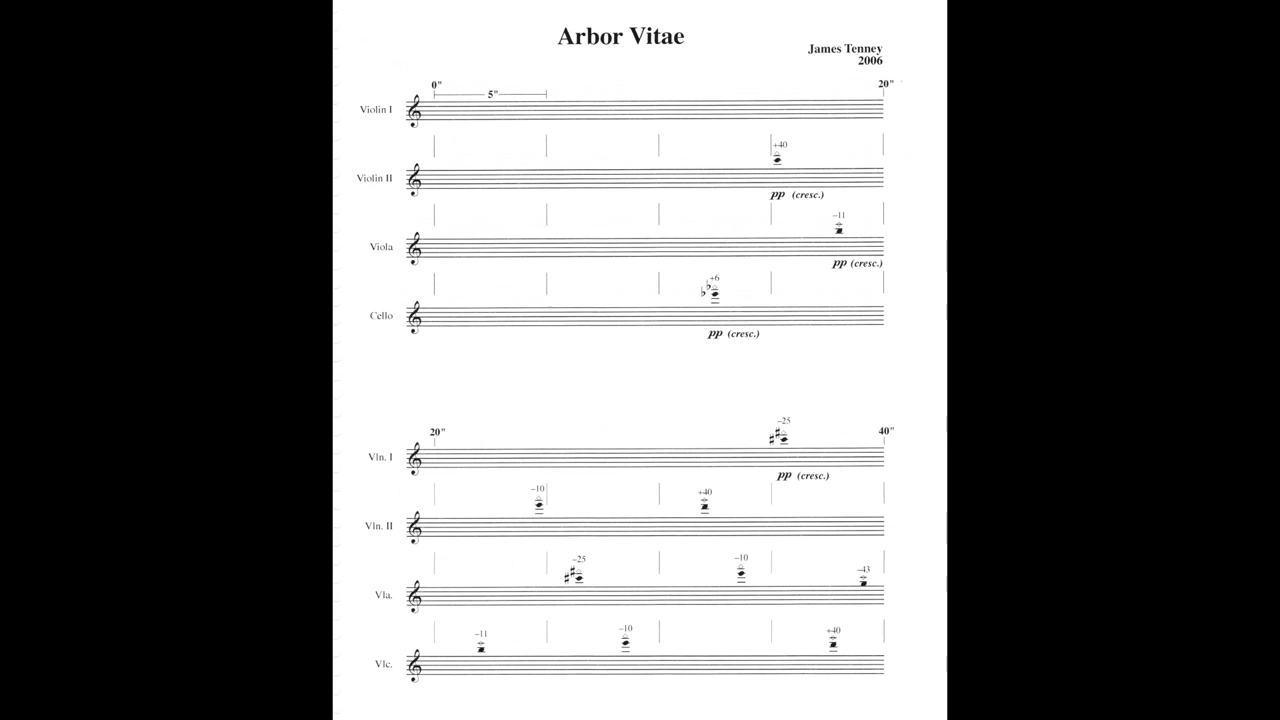 Arbor Vitae
James Tenney
2006
0" 5" 20"
Violin I
+40
Violin II
pp (cresc.)
−11
Viola
pp (cresc.)
+6
Cello
pp (cresc.)
−25
20" 40"
Vln. I
pp (cresc.)
−10 +40
Vln. II
−25 −10 −43
Vla.
−11 −10 +40
Vlc.